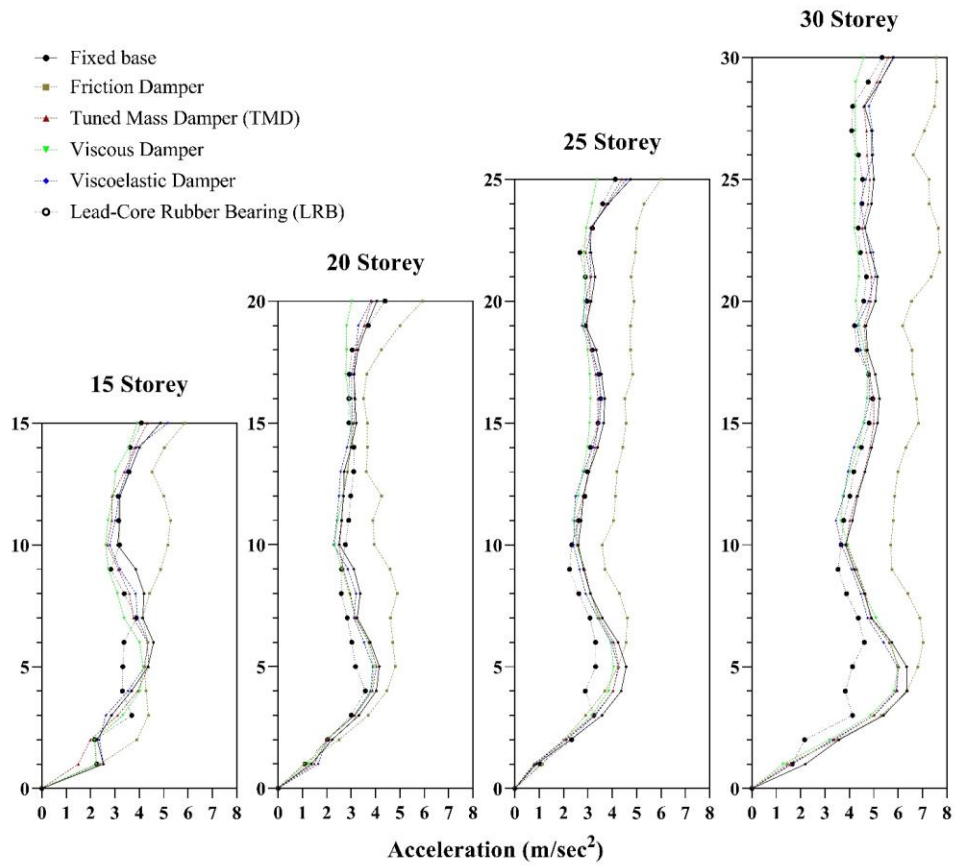 30 Storey
Fixed base
Friction Damper
Tuned Mass Damper (TMD)
Viscous Damper
Viscoelastic Damper
Lead-Core Rubber Bearing (LRB)
25 Storey
20 Storey
15 Storey
30
25
20
15
10
5
0
25
20
15
10
5
0
20
15
10
5
0
15
10
5
0
0 1 2 3 4 5 6 7 8
0 1 2 3 4 5 6 7 8
0 1 2 3 4 5 6 7 8
0 1 2 3 4 5 6 7 8
Acceleration (m/sec²)